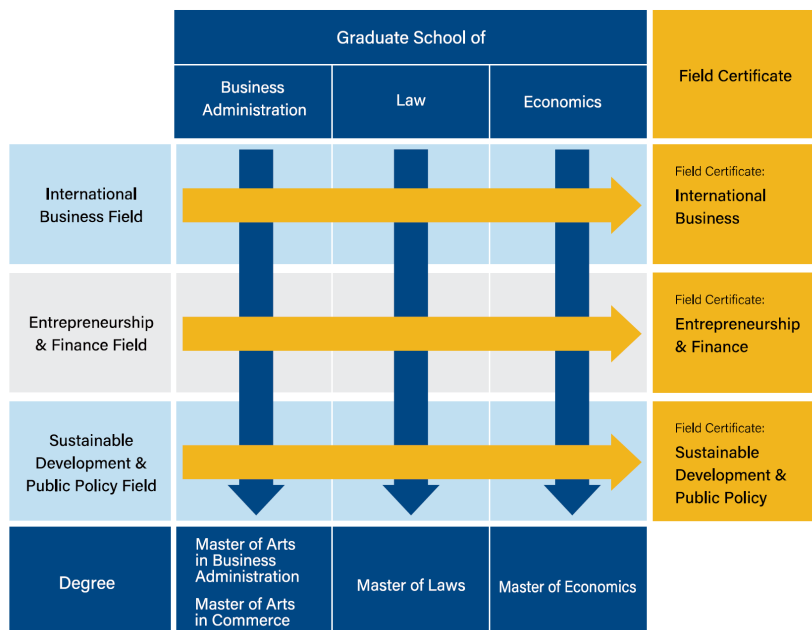 Graduate School of
Field Certificate
Business
Administration
Law
Economics
International
Business Field
Field Certificate:
International
Business
Entrepreneurship
& Finance Field
Field Certificate:
Entrepreneurship
& Finance
Sustainable
Development &
Public Policy Field
Field Certificate:
Sustainable
Development &
Public Policy
Degree
Master of Arts
in Business
Administration
Master of Arts
in Commerce
Master of Laws
Master of Economics